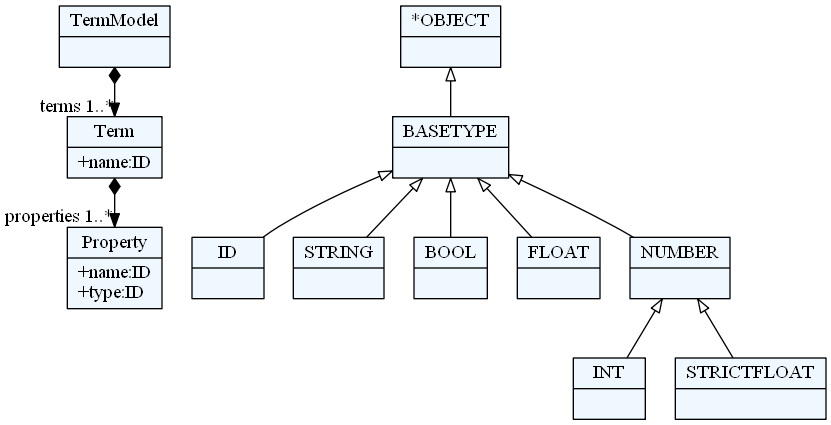 TermModel
*OBJECT
terms 1..*
Term
+name:ID
BASETYPE
properties 1..*
Property
+name:ID
+type:ID
ID
STRING
BOOL
FLOAT
NUMBER
INT
STRICTFLOAT